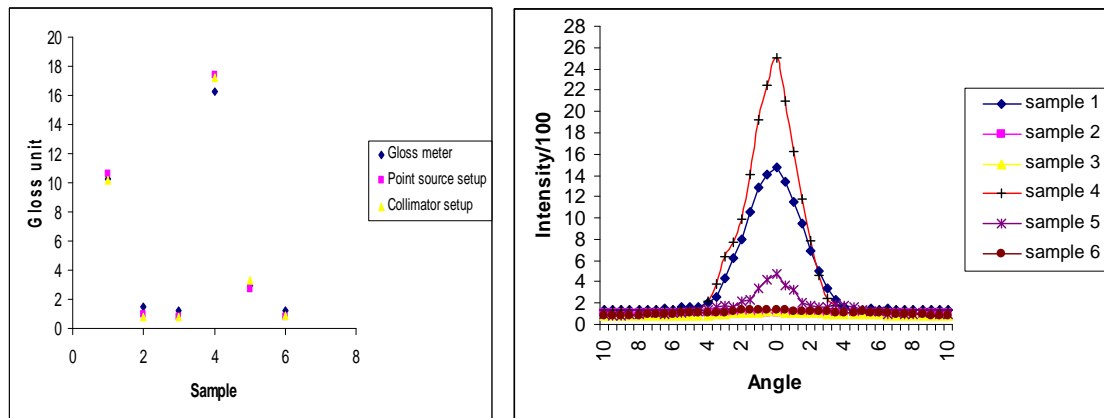 20
18
16
14
12
10
8
6
4
2
0
0 2 4 6 8
Gloss unit
Sample
Gloss meter
Point source setup
Collimator setup
28
26
24
22
20
18
16
14
12
10
8
6
4
2
0
10 8 6 4 2 0 2 4 6 8 10
Intensity/100
Angle
sample 1
sample 2
sample 3
sample 4
sample 5
sample 6